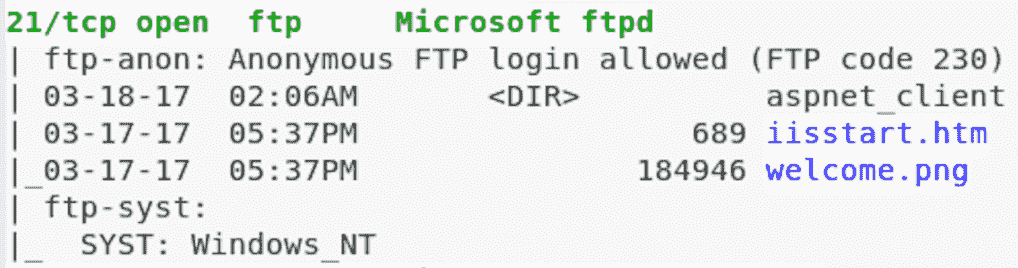 21/tcp open  ftp     Microsoft ftpd
| ftp-anon: Anonymous FTP login allowed (FTP code 230)
| 03-18-17  02:06AM       <DIR>          aspnet_client
| 03-17-17  05:37PM                  689 iisstart.htm
|_03-17-17  05:37PM               184946 welcome.png
| ftp-syst:
|_  SYST: Windows_NT